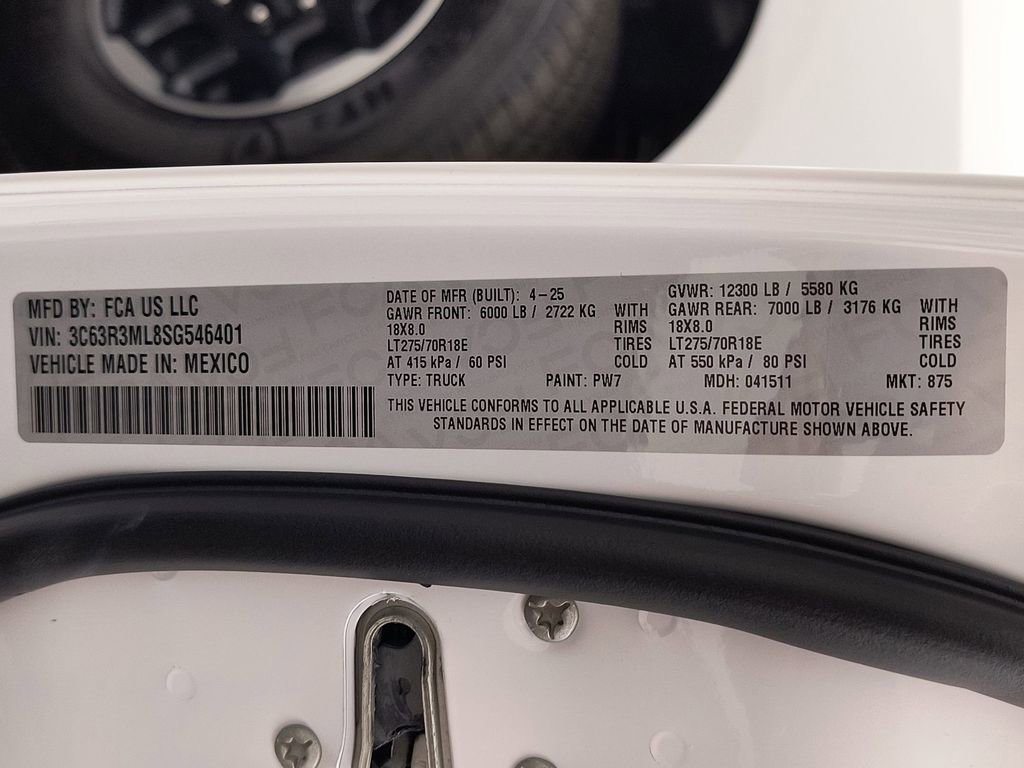 MFD BY: FCA US LLC
VIN: 3C63R3ML8SG546401
VEHICLE MADE IN: MEXICO
DATE OF MFR (BUILT): 4-25
GAWR FRONT: 6000 LB / 2722 KG WITH
18X8.0 RIMS
LT275/70R18E TIRES
AT 415 kPa / 60 PSI COLD
GVWR: 12300 LB / 5580 KG
GAWR REAR: 7000 LB / 3176 KG WITH
18X8.0 RIMS
LT275/70R18E TIRES
AT 550 kPa / 80 PSI COLD
TYPE: TRUCK PAINT: PW7 MDH: 041511 MKT: 875
THIS VEHICLE CONFORMS TO ALL APPLICABLE U.S.A. FEDERAL MOTOR VEHICLE SAFETY
STANDARDS IN EFFECT ON THE DATE OF MANUFACTURE SHOWN ABOVE.